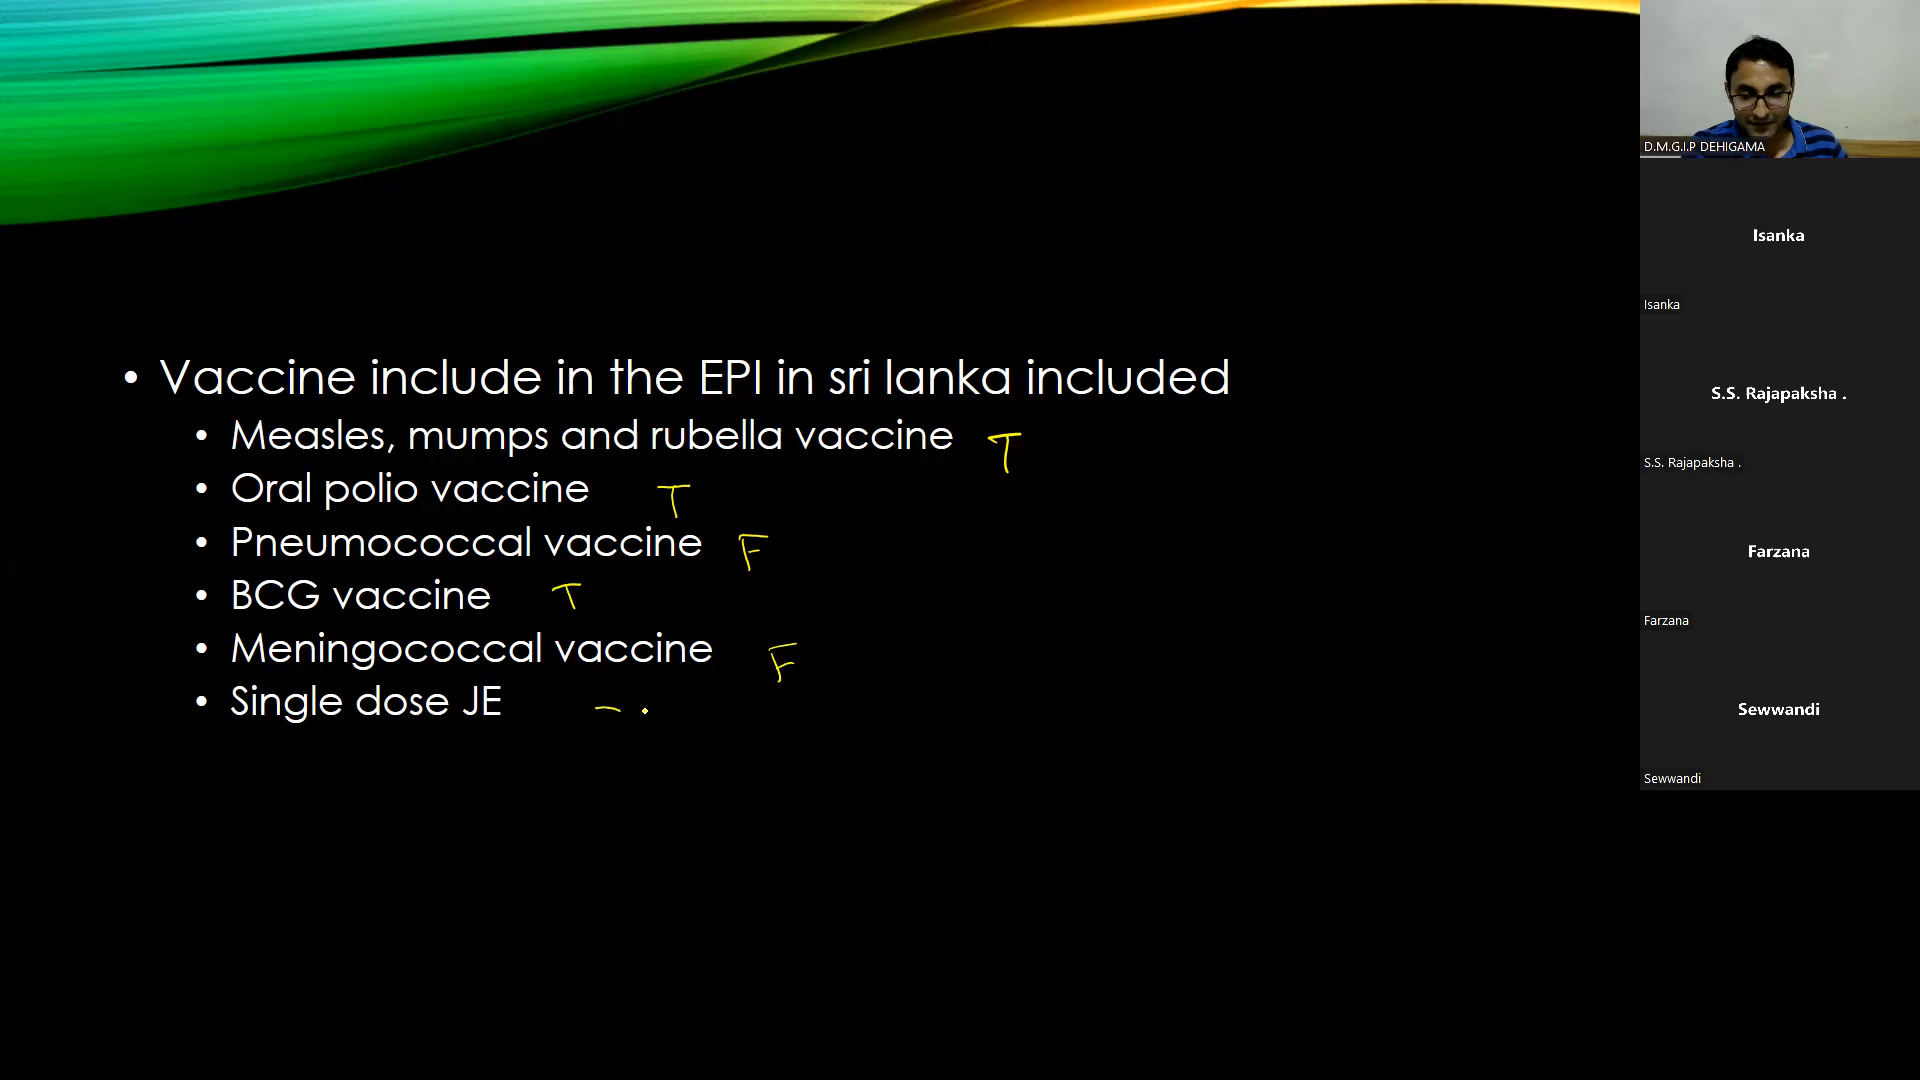 • Vaccine include in the EPI in sri lanka included
• Measles, mumps and rubella vaccine T
• Oral polio vaccine T
• Pneumococcal vaccine F
• BCG vaccine T
• Meningococcal vaccine F
• Single dose JE
D.M.G.I.P DEHIGAMA
Isanka
Isanka
S.S. Rajapaksha .
S.S. Rajapaksha .
Farzana
Farzana
Sewwandi
Sewwandi